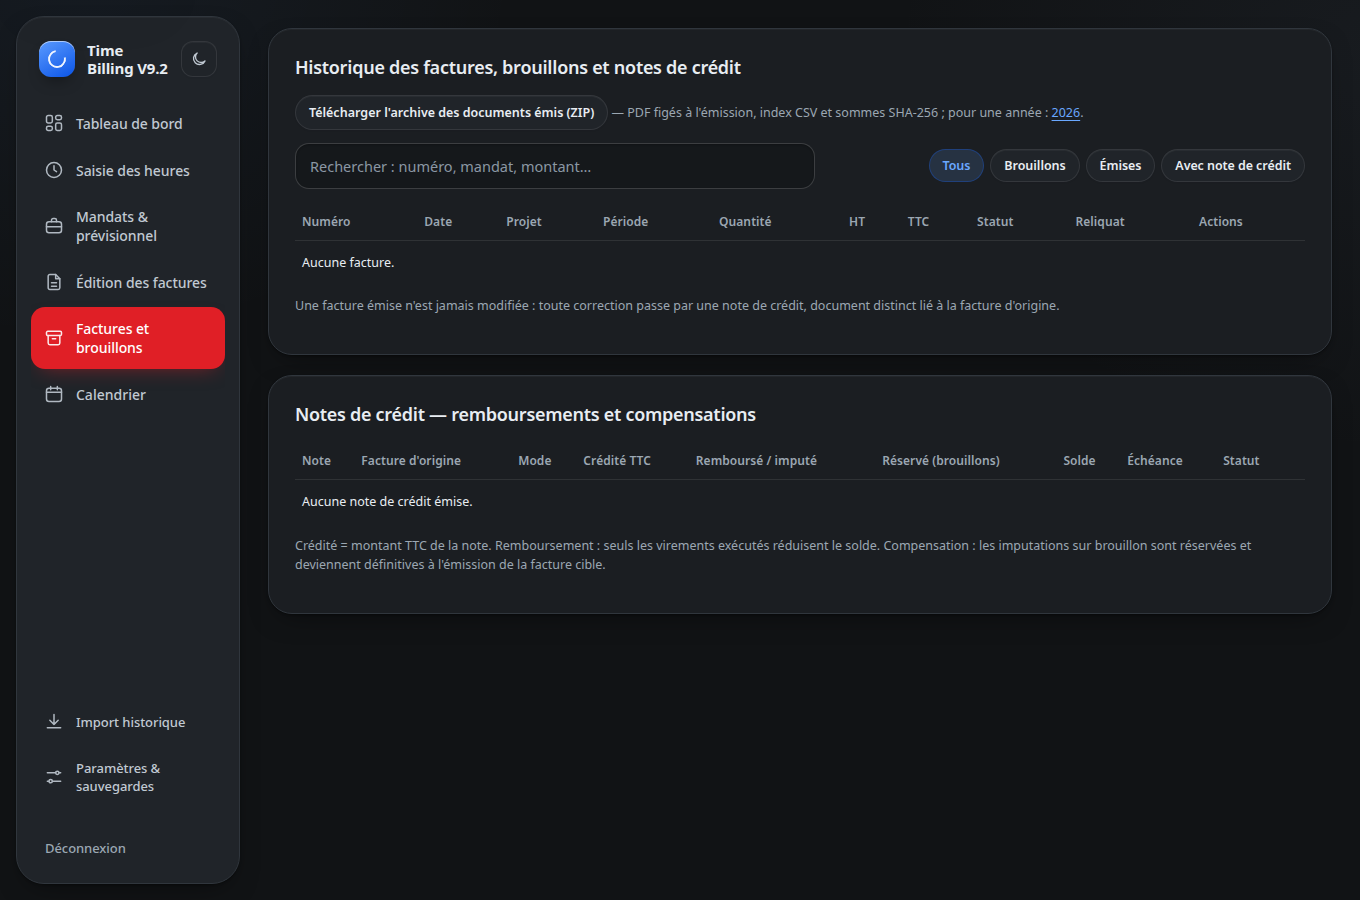 Time
Billing V9.2
Tableau de bord
Saisie des heures
Mandats &
prévisionnel
Édition des factures
Factures et
brouillons
Calendrier
Import historique
Paramètres &
sauvegardes
Déconnexion
Historique des factures, brouillons et notes de crédit
Télécharger l'archive des documents émis (ZIP) — PDF figés à l'émission, index CSV et sommes SHA-256 ; pour une année : 2026.
Rechercher : numéro, mandat, montant...
Tous Brouillons Émises Avec note de crédit
Numéro Date Projet Période Quantité HT TTC Statut Reliquat Actions
Aucune facture.
Une facture émise n'est jamais modifiée : toute correction passe par une note de crédit, document distinct lié à la facture d'origine.
Notes de crédit — remboursements et compensations
Note Facture d'origine Mode Crédité TTC Remboursé / imputé Réservé (brouillons) Solde Échéance Statut
Aucune note de crédit émise.
Crédité = montant TTC de la note. Remboursement : seuls les virements exécutés réduisent le solde. Compensation : les imputations sur brouillon sont réservées et
deviennent définitives à l'émission de la facture cible.